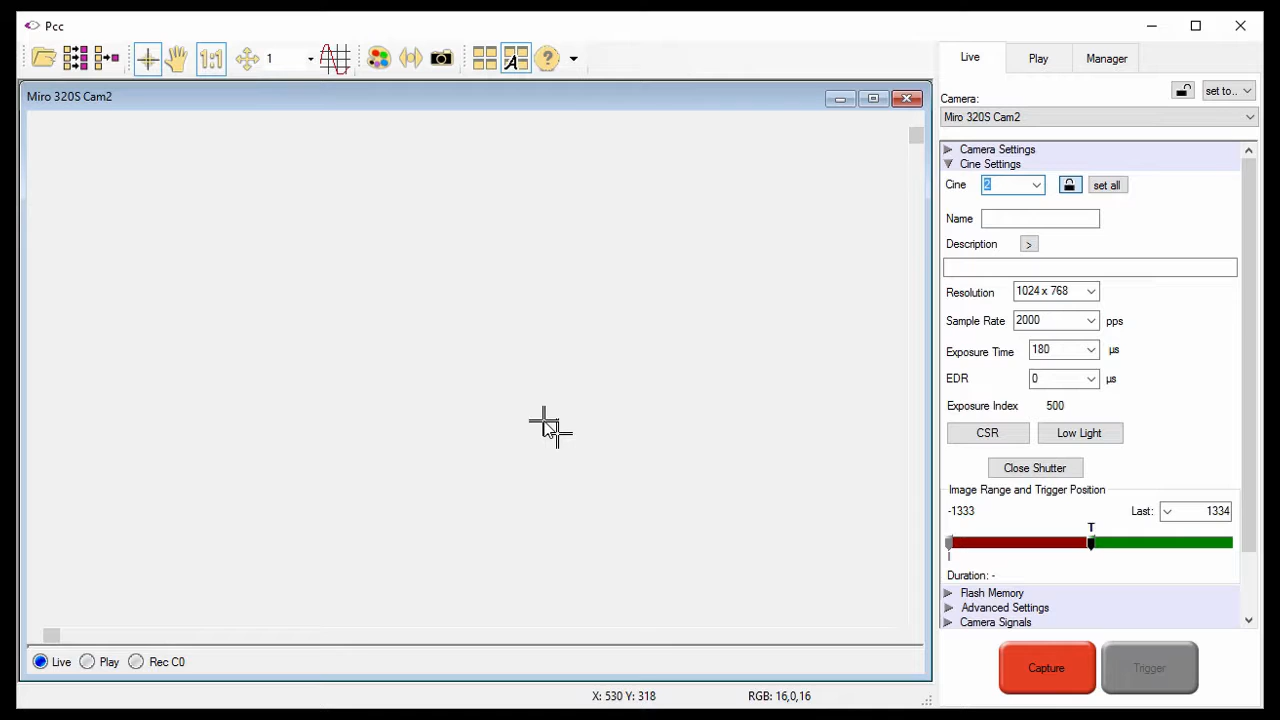 Pcc
1:1 1 A ?
Live Play Manager
set to..
Camera:
Miro 320S Cam2
Miro 320S Cam2
Camera Settings
Cine Settings
Cine 2 set all
Name
Description >
Resolution 1024 x 768
Sample Rate 2000 pps
Exposure Time 180 µs
EDR 0 µs
Exposure Index 500
CSR Low Light
Close Shutter
Image Range and Trigger Position
-1333 Last: 1334
T
Duration: -
Flash Memory
Advanced Settings
Camera Signals
Live Play Rec C0
Capture Trigger
X: 530 Y: 318 RGB: 16,0,16